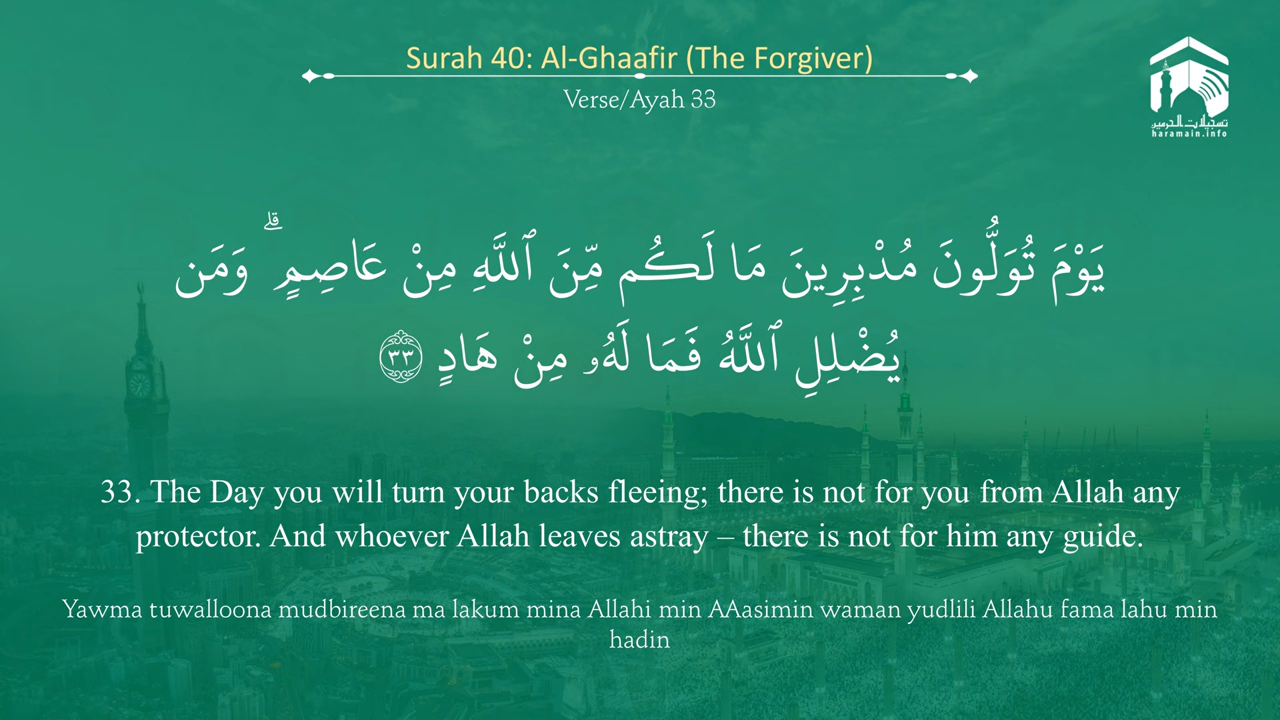 Surah 40: Al-Ghaafir (The Forgiver)
Verse/Ayah 33
تسجيلات الحرمين
haramain.info
يَوْمَ تُوَلُّونَ مُدْبِرِينَ مَا لَكُم مِّنَ ٱللَّهِ مِنْ عَاصِمٍ ۗ وَمَن
يُضْلِلِ ٱللَّهُ فَمَا لَهُۥ مِنْ هَادٍ ٣٣
33. The Day you will turn your backs fleeing; there is not for you from Allah any
protector. And whoever Allah leaves astray – there is not for him any guide.
Yawma tuwalloona mudbireena ma lakum mina Allahi min AAasimin waman yudlili Allahu fama lahu min
hadin